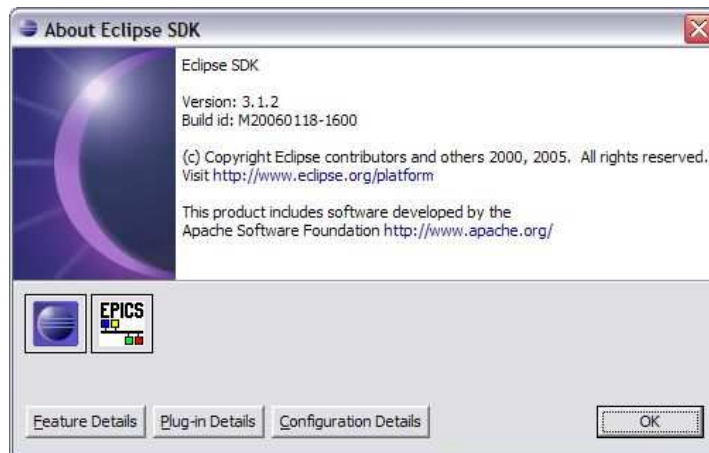 About Eclipse SDK
Eclipse SDK
Version: 3.1.2
Build id: M20060118-1600
(c) Copyright Eclipse contributors and others 2000, 2005.  All rights reserved.
Visit http://www.eclipse.org/platform
This product includes software developed by the
Apache Software Foundation http://www.apache.org/
EPICS
Feature Details Plug-in Details Configuration Details OK